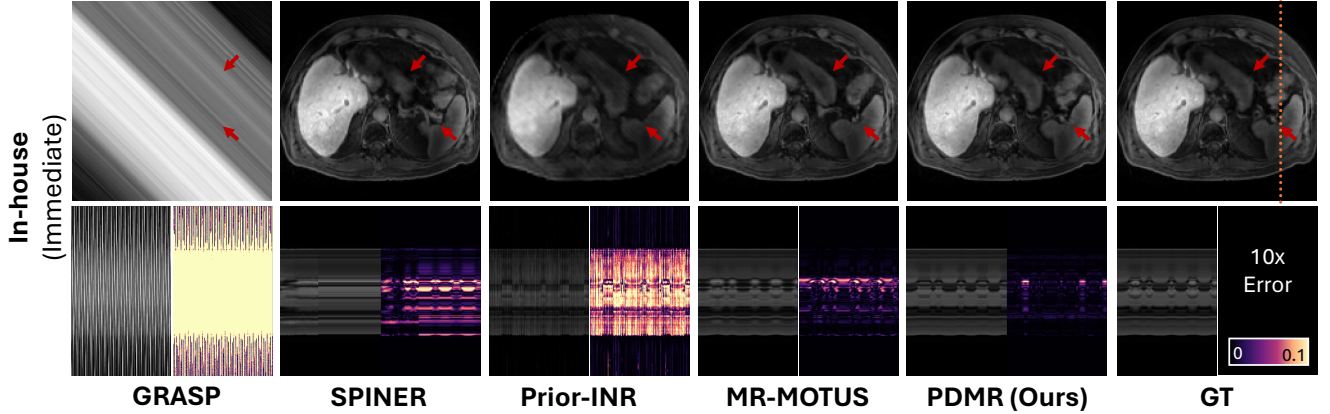 In-house
(Immediate)
10x
Error
0 0.1
GRASP SPINER Prior-INR MR-MOTUS PDMR (Ours) GT